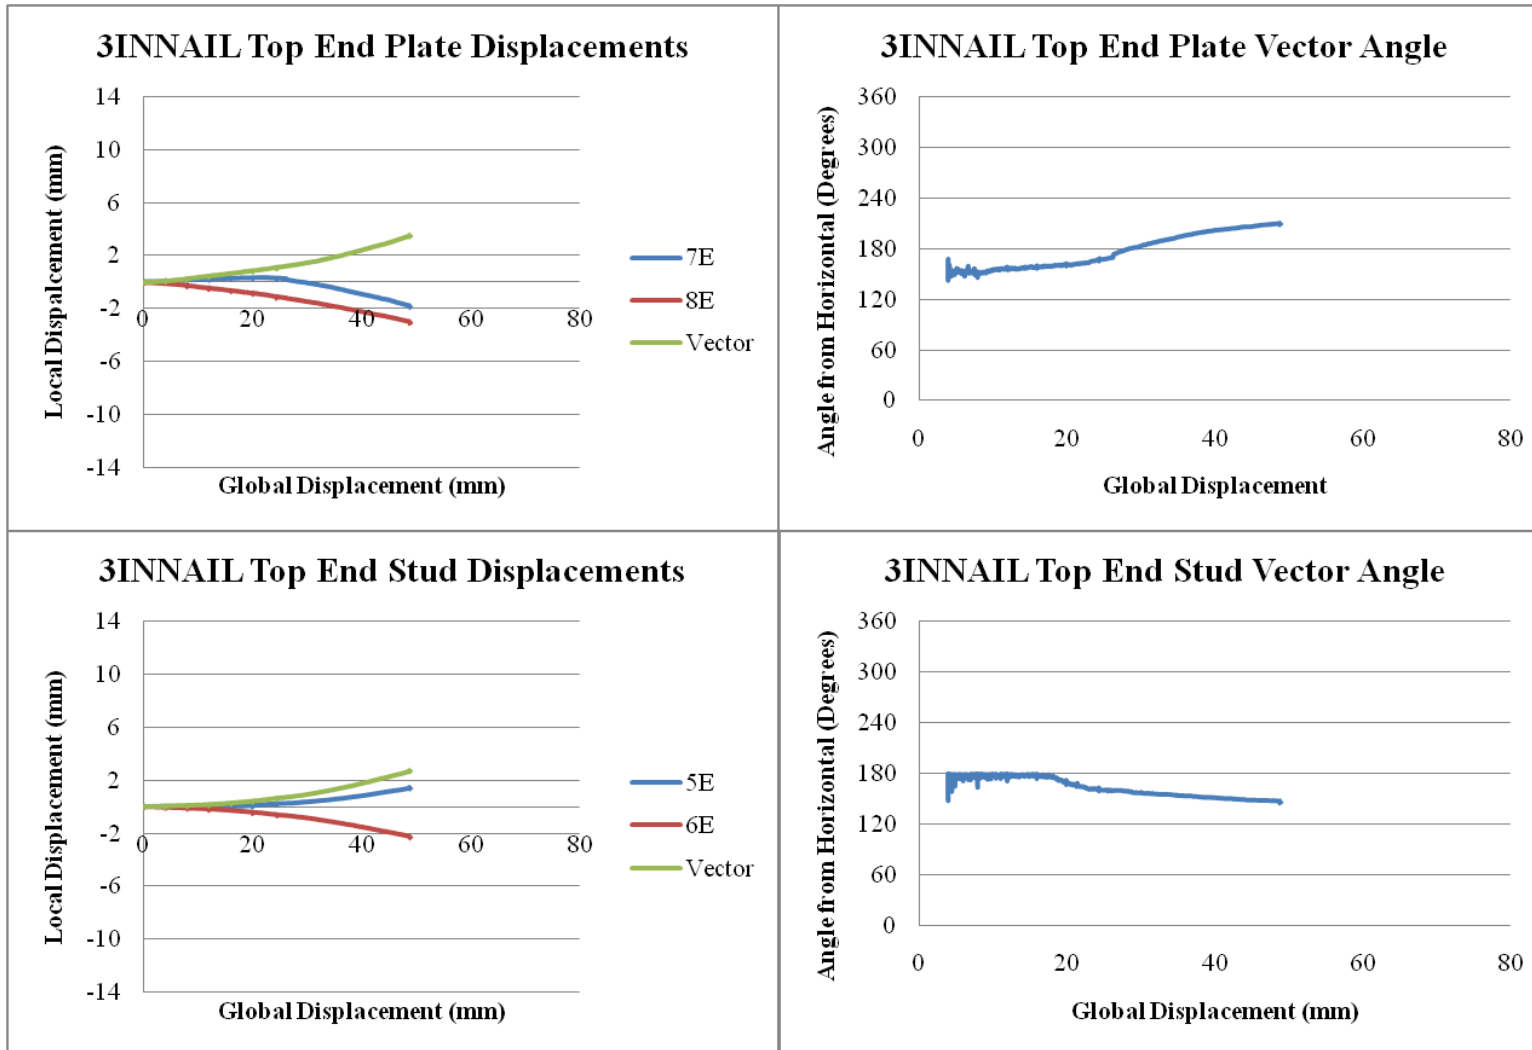 3INNAIL Top End Plate Displacements
14
10
6
2
-2
-6
-10
-14
0 20 40 60 80
Local Dispalcement (mm)
Global Displacement (mm)
7E
8E
Vector
3INNAIL Top End Plate Vector Angle
360
300
240
180
120
60
0
0 20 40 60 80
Angle from Horizontal (Degrees)
Global Displacement
3INNAIL Top End Stud Displacements
14
10
6
2
-2
-6
-10
-14
0 20 40 60 80
Local Displacement (mm)
Global Displacement (mm)
5E
6E
Vector
3INNAIL Top End Stud Vector Angle
360
300
240
180
120
60
0
0 20 40 60 80
Angle from Horizontal (Degrees)
Global Displacement (mm)